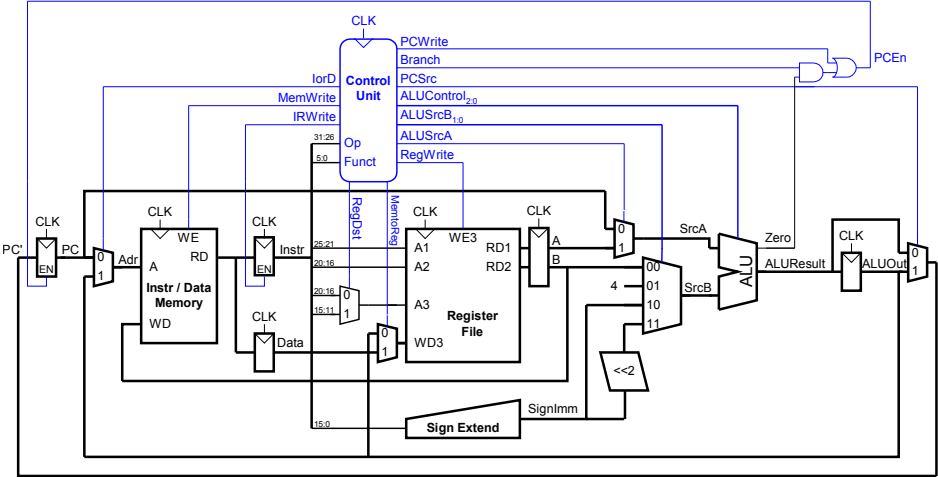 CLK
PCWrite
Branch
PCEn
IorD
Control
Unit
PCSrc
MemWrite
ALUControl2:0
IRWrite
ALUSrcB1:0
31:26
Op
ALUSrcA
5:0
Funct
RegWrite
RegDst
MemtoReg
CLK
CLK
CLK
CLK
CLK
CLK
PC'
PC
EN
0
1
Adr
A
WE
RD
Instr / Data
Memory
WD
EN
Instr
25:21
A1
WE3
RD1
A
20:16
A2
RD2
B
20:16
0
15:11
1
A3
Register
File
WD3
0
1
CLK
Data
0
1
SrcA
00
4
01
10
11
SrcB
ALU
Zero
ALUResult
ALUOut
0
1
<<2
SignImm
15:0
Sign Extend